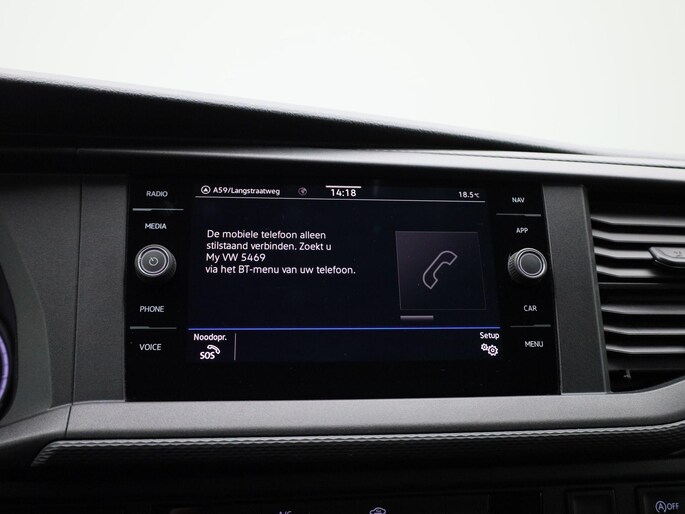 RADIO
MEDIA
PHONE
VOICE
A59/Langstraatweg 14:18 18.5°C
De mobiele telefoon alleen
stilstaand verbinden. Zoekt u
My VW 5469
via het BT-menu van uw telefoon.
Noodopr.
SOS
Setup
NAV
APP
CAR
MENU
A/C
OFF